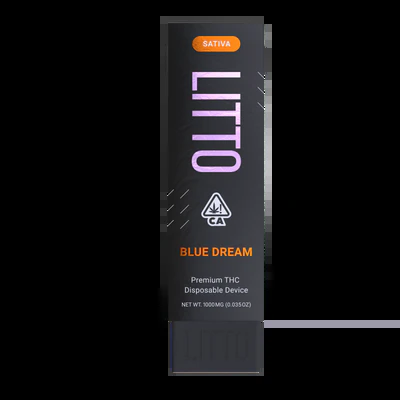 SATIVA
LITTO
CA
BLUE DREAM
Premium THC
Disposable Device
NET WT. 1000MG (0.035OZ)